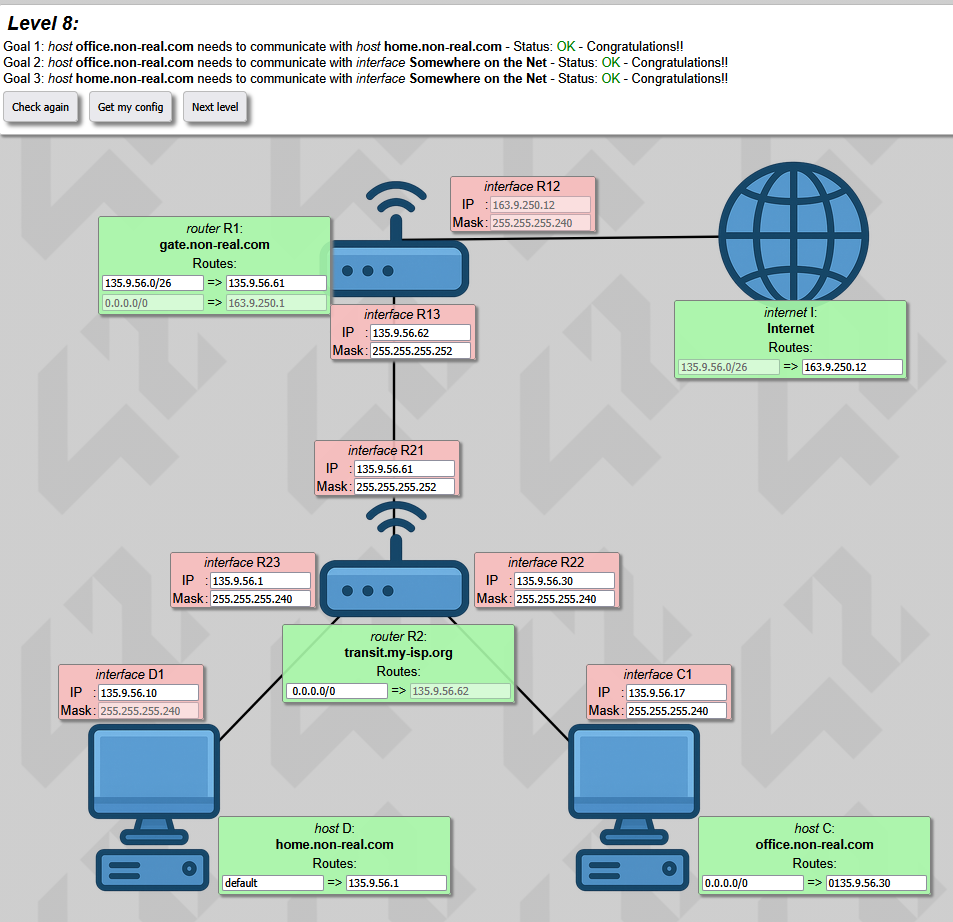 Level 8:
Goal 1: host office.non-real.com needs to communicate with host home.non-real.com - Status: OK - Congratulations!!
Goal 2: host office.non-real.com needs to communicate with interface Somewhere on the Net - Status: OK - Congratulations!!
Goal 3: host home.non-real.com needs to communicate with interface Somewhere on the Net - Status: OK - Congratulations!!
Check again Get my config Next level
interface R12
IP : 163.9.250.12
Mask: 255.255.255.240
router R1:
gate.non-real.com
Routes:
135.9.56.0/26 => 135.9.56.61
0.0.0.0/0 => 163.9.250.1
interface R13
IP : 135.9.56.62
Mask: 255.255.255.252
internet I:
Internet
Routes:
135.9.56.0/26 => 163.9.250.12
interface R21
IP : 135.9.56.61
Mask: 255.255.255.252
interface R23
IP : 135.9.56.1
Mask: 255.255.255.240
interface R22
IP : 135.9.56.30
Mask: 255.255.255.240
router R2:
transit.my-isp.org
Routes:
0.0.0.0/0 => 135.9.56.62
interface D1
IP : 135.9.56.10
Mask: 255.255.255.240
interface C1
IP : 135.9.56.17
Mask: 255.255.255.240
host D:
home.non-real.com
Routes:
default => 135.9.56.1
host C:
office.non-real.com
Routes:
0.0.0.0/0 => 0135.9.56.30